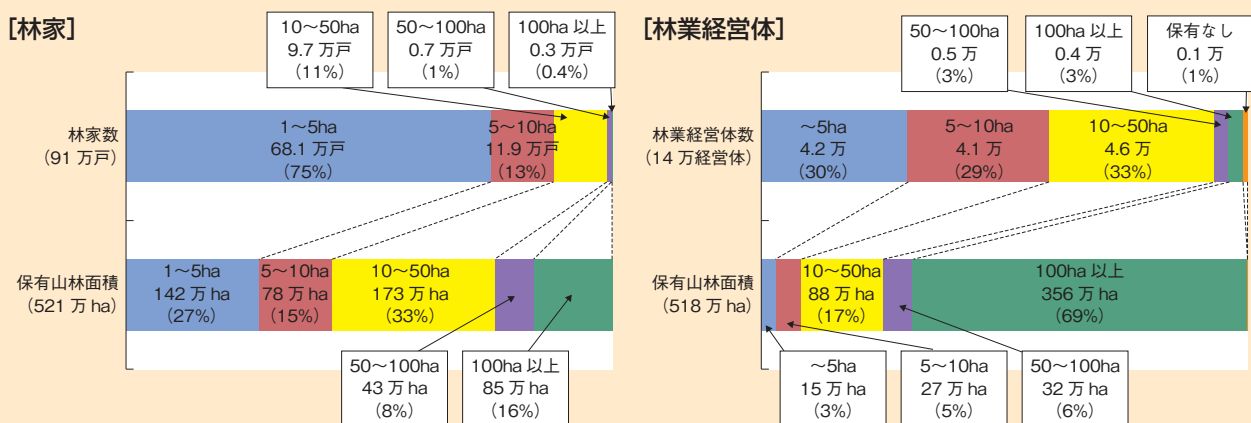 [林家]
10～50ha
9.7 万戸
（11%）
50～100ha
0.7 万戸
（1%）
100ha 以上
0.3 万戸
（0.4%）
林家数
（91 万戸）
1～5ha
68.1 万戸
（75%）
5～10ha
11.9 万戸
（13%）
保有山林面積
（521 万 ha）
1～5ha
142 万 ha
（27%）
5～10ha
78 万 ha
（15%）
10～50ha
173 万 ha
（33%）
50～100ha
43 万 ha
（8%）
100ha 以上
85 万 ha
（16%）
[林業経営体]
50～100ha
0.5 万
（3%）
100ha 以上
0.4 万
（3%）
保有なし
0.1 万
（1%）
林業経営体数
（14 万経営体）
～5ha
4.2 万
（30%）
5～10ha
4.1 万
（29%）
10～50ha
4.6 万
（33%）
保有山林面積
（518 万 ha）
10～50ha
88 万 ha
（17%）
100ha 以上
356 万 ha
（69%）
～5ha
15 万 ha
（3%）
5～10ha
27 万 ha
（5%）
50～100ha
32 万 ha
（6%）